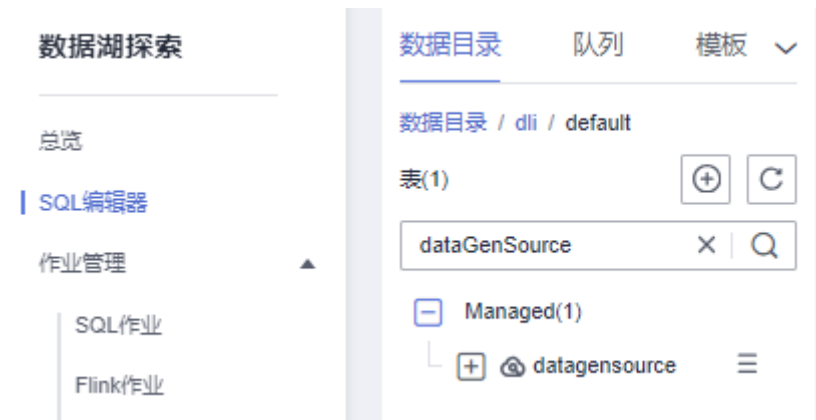 数据湖探索
总览
SQL编辑器
作业管理
SQL作业
Flink作业
数据目录 队列 模板
数据目录 / dli / default
表(1)
dataGenSource
Managed(1)
datagensource